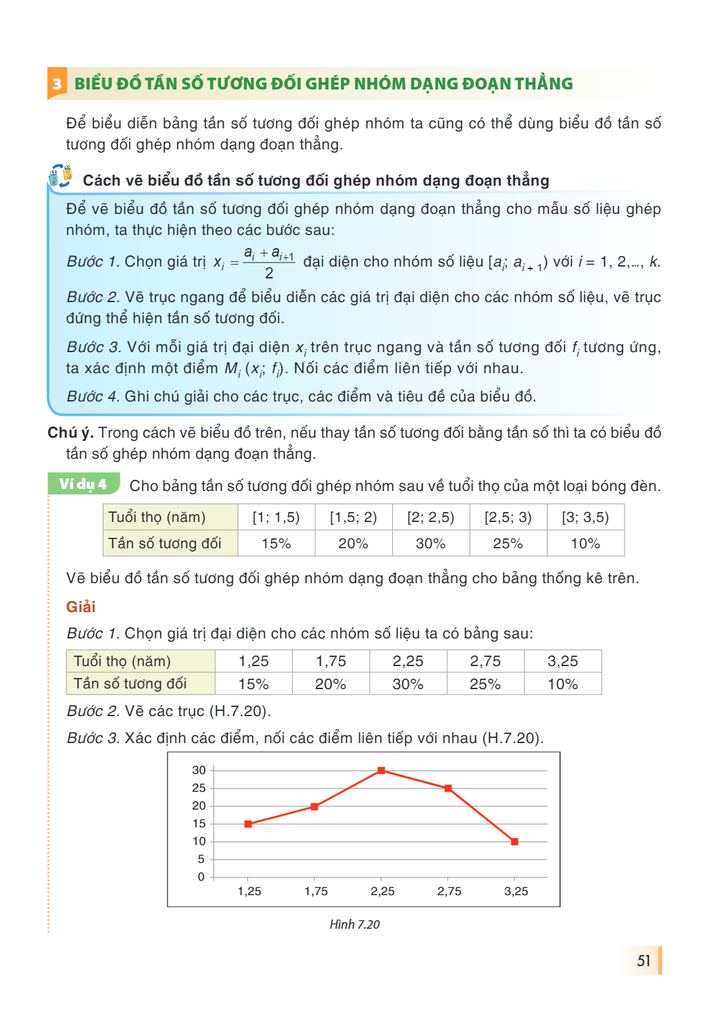 3 BIỂU ĐỒ TẦN SỐ TƯƠNG ĐỐI GHÉP NHÓM DẠNG ĐOẠN THẲNG
Để biểu diễn bảng tần số tương đối ghép nhóm ta cũng có thể dùng biểu đồ tần số
tương đối ghép nhóm dạng đoạn thẳng.
Cách vẽ biểu đồ tần số tương đối ghép nhóm dạng đoạn thẳng
Để vẽ biểu đồ tần số tương đối ghép nhóm dạng đoạn thẳng cho mẫu số liệu ghép
nhóm, ta thực hiện theo các bước sau:
Bước 1. Chọn giá trị xᵢ = (aᵢ + aᵢ₊₁)/2 đại diện cho nhóm số liệu [aᵢ; aᵢ ₊ ₁) với i = 1, 2,..., k.
Bước 2. Vẽ trục ngang để biểu diễn các giá trị đại diện cho các nhóm số liệu, vẽ trục
đứng thể hiện tần số tương đối.
Bước 3. Với mỗi giá trị đại diện xᵢ trên trục ngang và tần số tương đối fᵢ tương ứng,
ta xác định một điểm Mᵢ (xᵢ; fᵢ). Nối các điểm liên tiếp với nhau.
Bước 4. Ghi chú giải cho các trục, các điểm và tiêu đề của biểu đồ.
Chú ý. Trong cách vẽ biểu đồ trên, nếu thay tần số tương đối bằng tần số thì ta có biểu đồ
tần số ghép nhóm dạng đoạn thẳng.
Ví dụ 4 Cho bảng tần số tương đối ghép nhóm sau về tuổi thọ của một loại bóng đèn.
Tuổi thọ (năm) [1; 1,5) [1,5; 2) [2; 2,5) [2,5; 3) [3; 3,5)
Tần số tương đối 15% 20% 30% 25% 10%
Vẽ biểu đồ tần số tương đối ghép nhóm dạng đoạn thẳng cho bảng thống kê trên.
Giải
Bước 1. Chọn giá trị đại diện cho các nhóm số liệu ta có bảng sau:
Tuổi thọ (năm) 1,25 1,75 2,25 2,75 3,25
Tần số tương đối 15% 20% 30% 25% 10%
Bước 2. Vẽ các trục (H.7.20).
Bước 3. Xác định các điểm, nối các điểm liên tiếp với nhau (H.7.20).
30
25
20
15
10
5
0
1,25 1,75 2,25 2,75 3,25
Hình 7.20
51